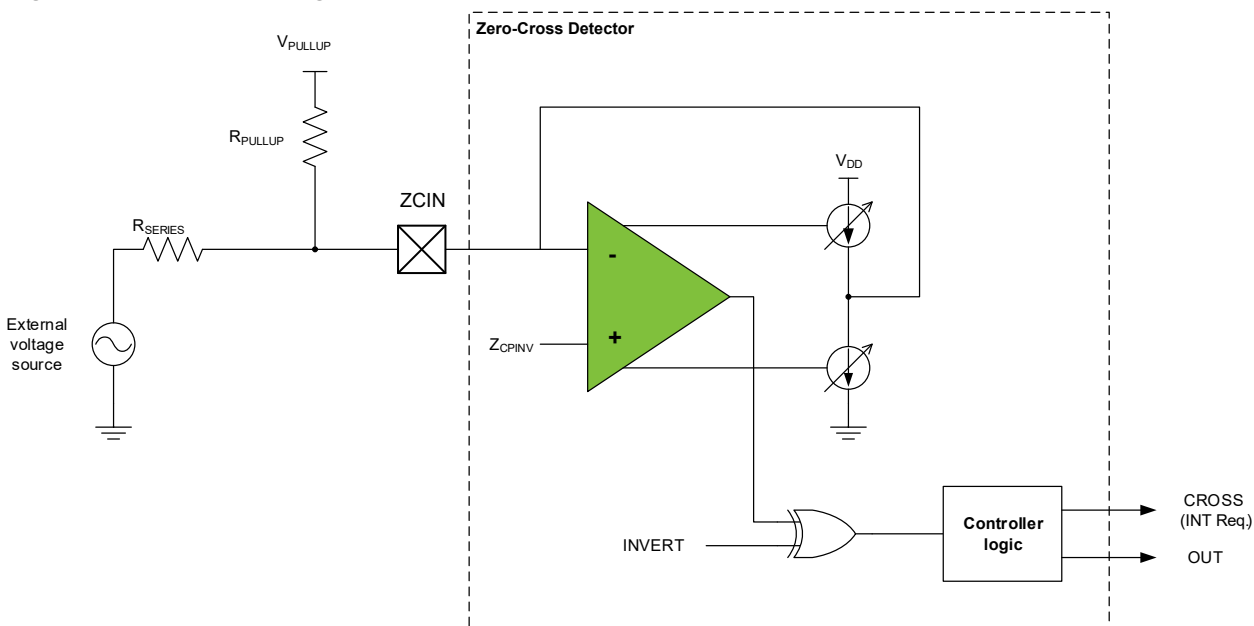 Zero-Cross Detector
VPULLUP
RPULLUP
VDD
ZCIN
RSERIES
-
+
ZCPINV
External
voltage
source
INVERT
Controller
logic
CROSS
(INT Req.)
OUT